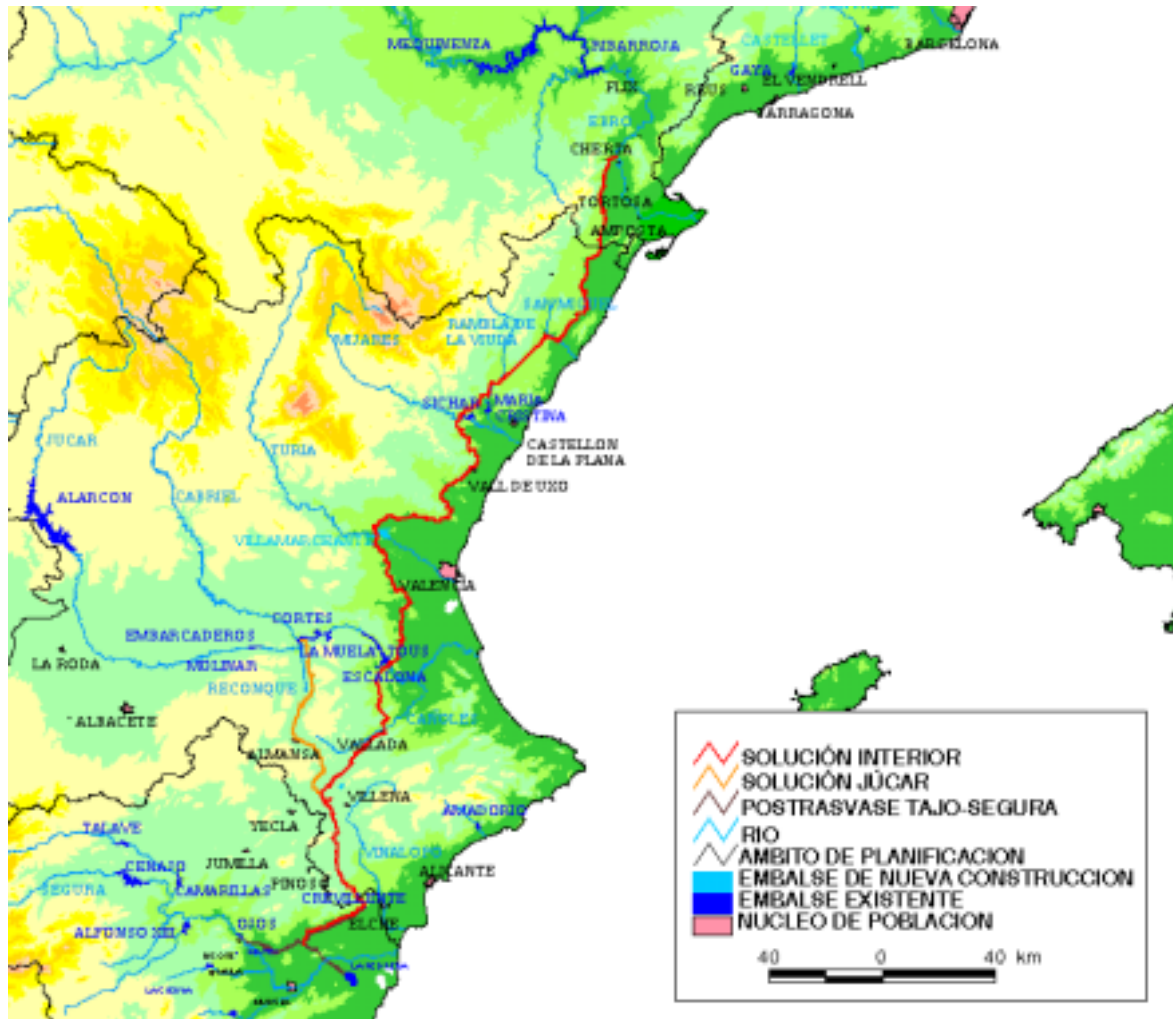 MEQUINENZA
RIBARROJA
CASTELLET
BARCELONA
GAYA
EL VENDRELL
FLIX
REUS
TARRAGONA
EBRO
CHERTA
TORTOSA
AMPOSTA
SAN MIGUEL
RAMBLA DE
LA VIUDA
MIJARES
SICHAR
MARIA
CRISTINA
CASTELLON
DE LA PLANA
JUCAR
TURIA
VALL DE UXO
ALARCON
CABRIEL
VILLAMARCHANTE
VALENCIA
CORTES
EMBARCADEROS
LA MUELA
TOUS
LA RODA
MOLINAR
ESCALONA
RECONQUE
ALBACETE
CAÑOLES
ALMANSA
VALLADA
VILLENA
AMADORIO
YECLA
TALAVE
VINALOPO
JUMILLA
CENAJO
ALICANTE
SEGURA
CAMARILLAS
PINOSO
CREVILLENTE
OJOS
ELCHE
ALFONSO XIII
SOLUCIÓN INTERIOR
SOLUCIÓN JÚCAR
POSTRASVASE TAJO-SEGURA
RIO
AMBITO DE PLANIFICACION
EMBALSE DE NUEVA CONSTRUCCION
EMBALSE EXISTENTE
NUCLEO DE POBLACION
40 0 40 km